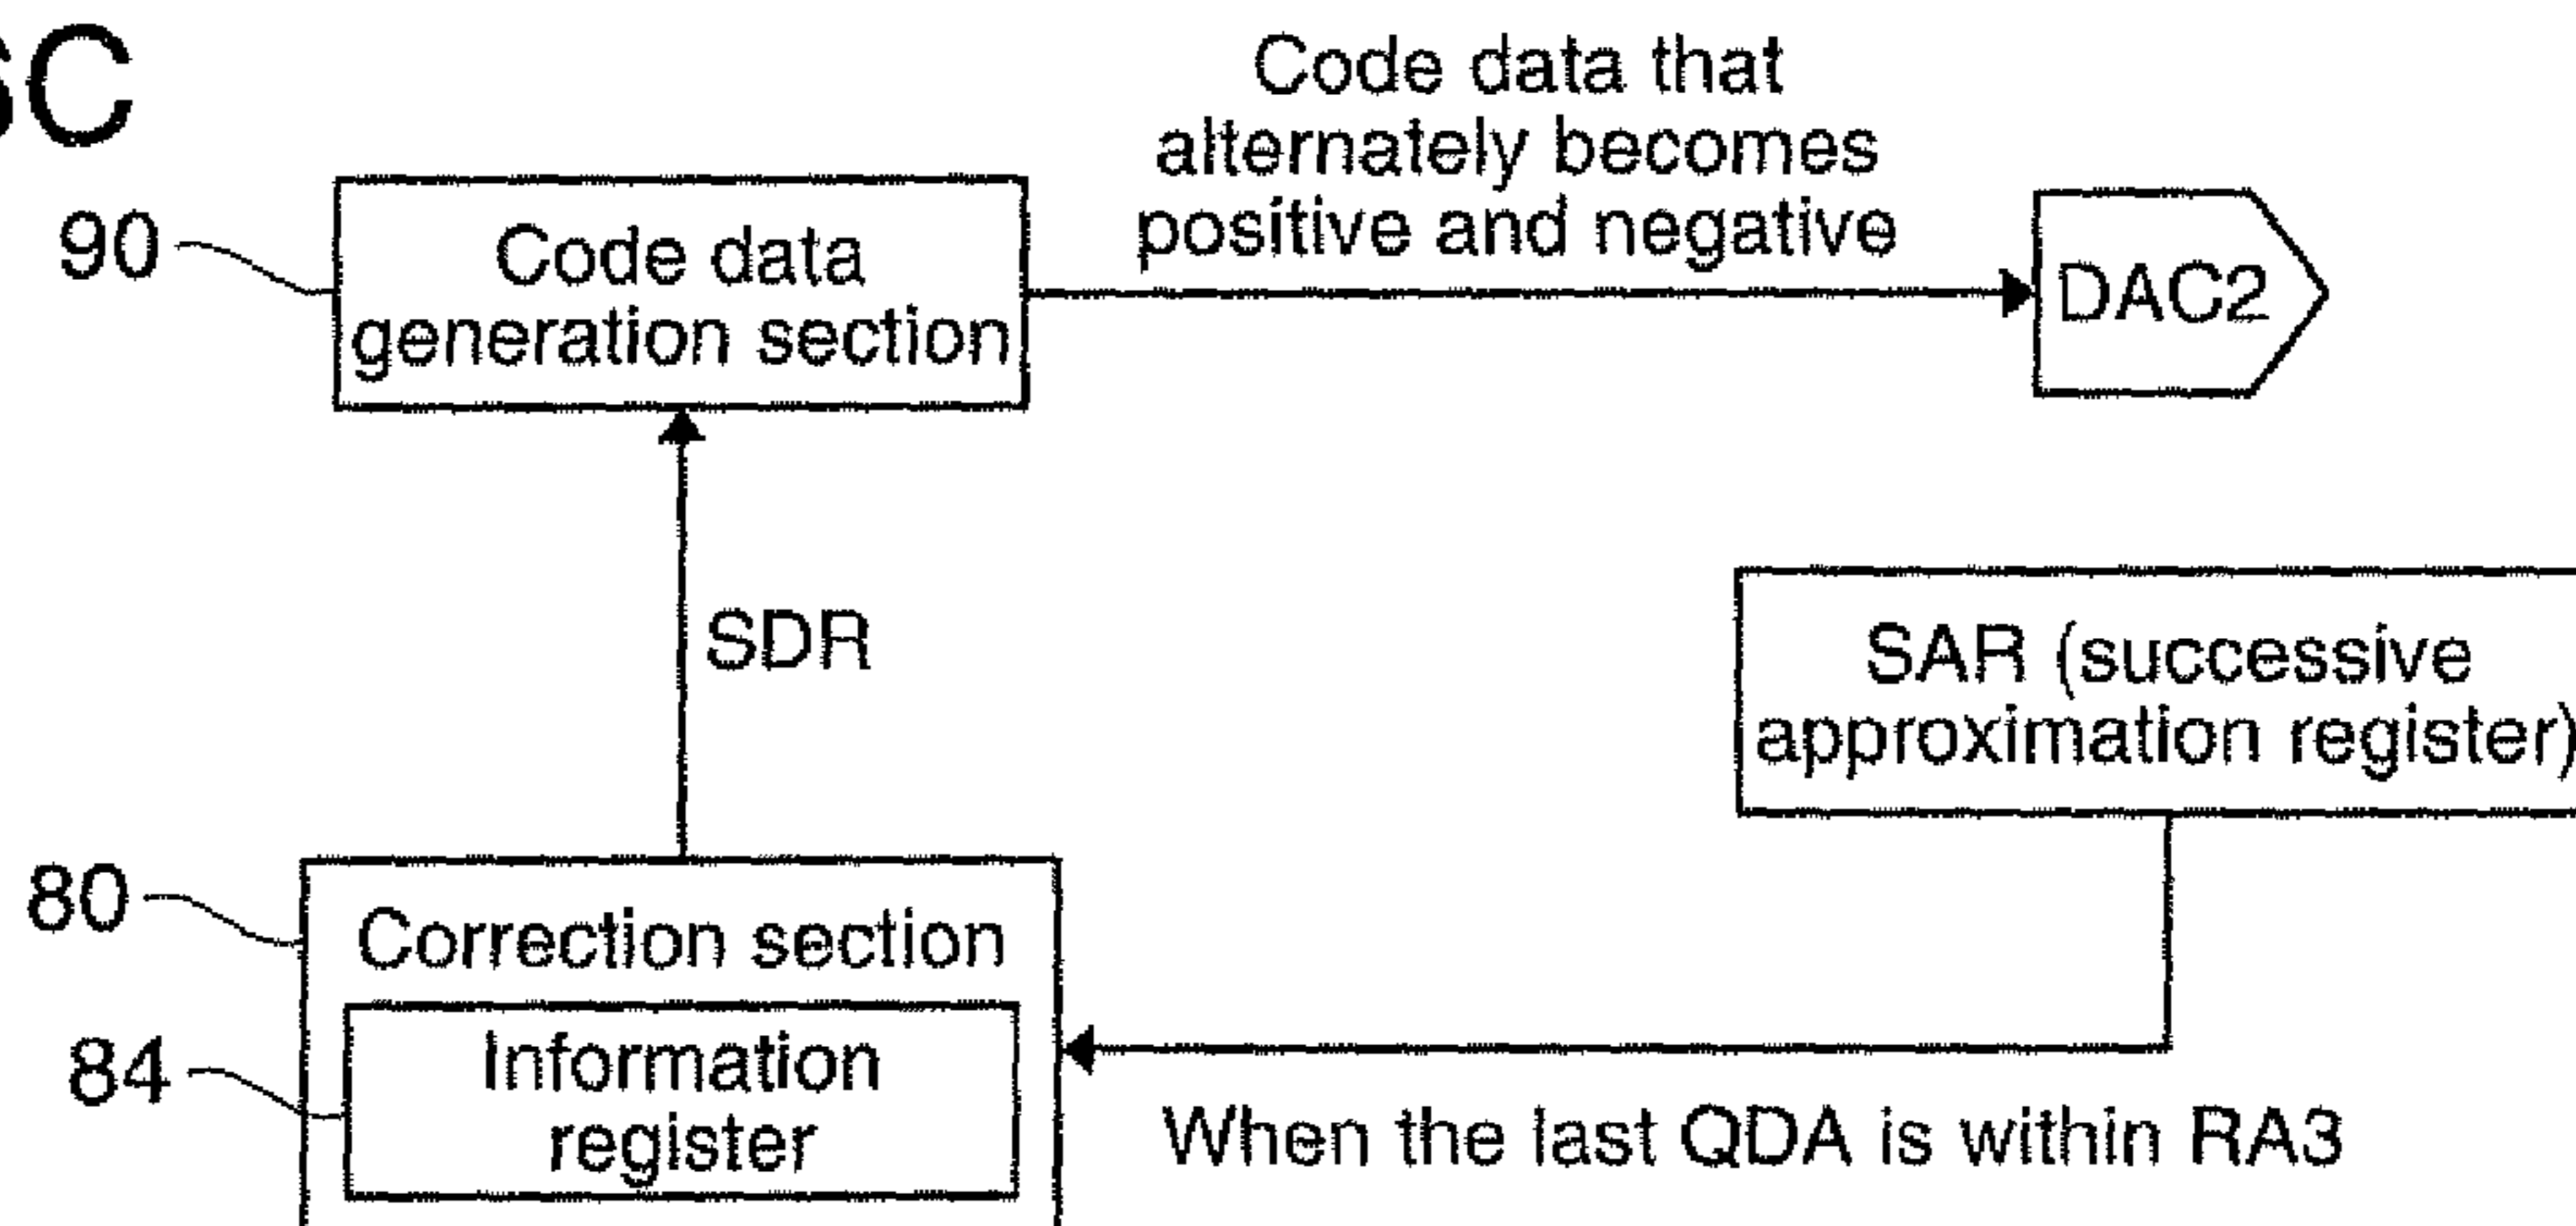 6C
Code data that
alternately becomes
positive and negative
90
Code data
generation section
DAC2
SDR
SAR (successive
approximation register)
80
Correction section
84
Information
register
When the last QDA is within RA3